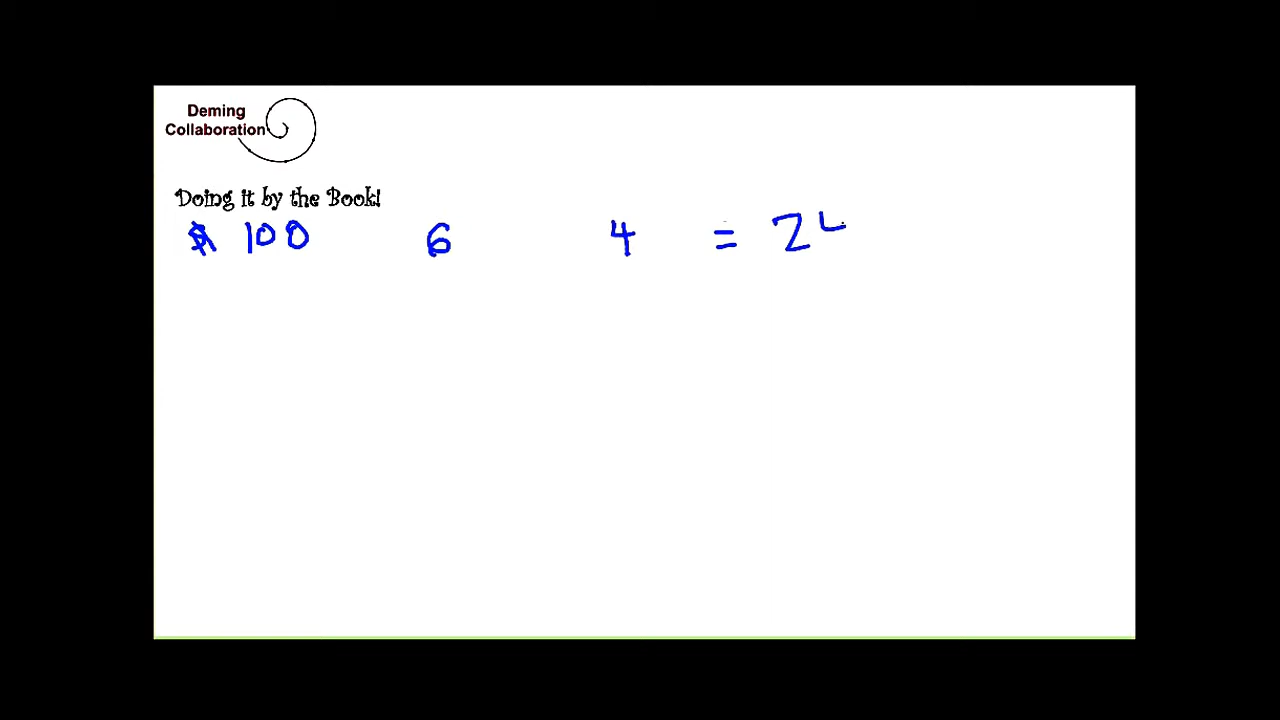 Deming
Collaboration
Doing it by the Book!
$ 100 6 4 = 2